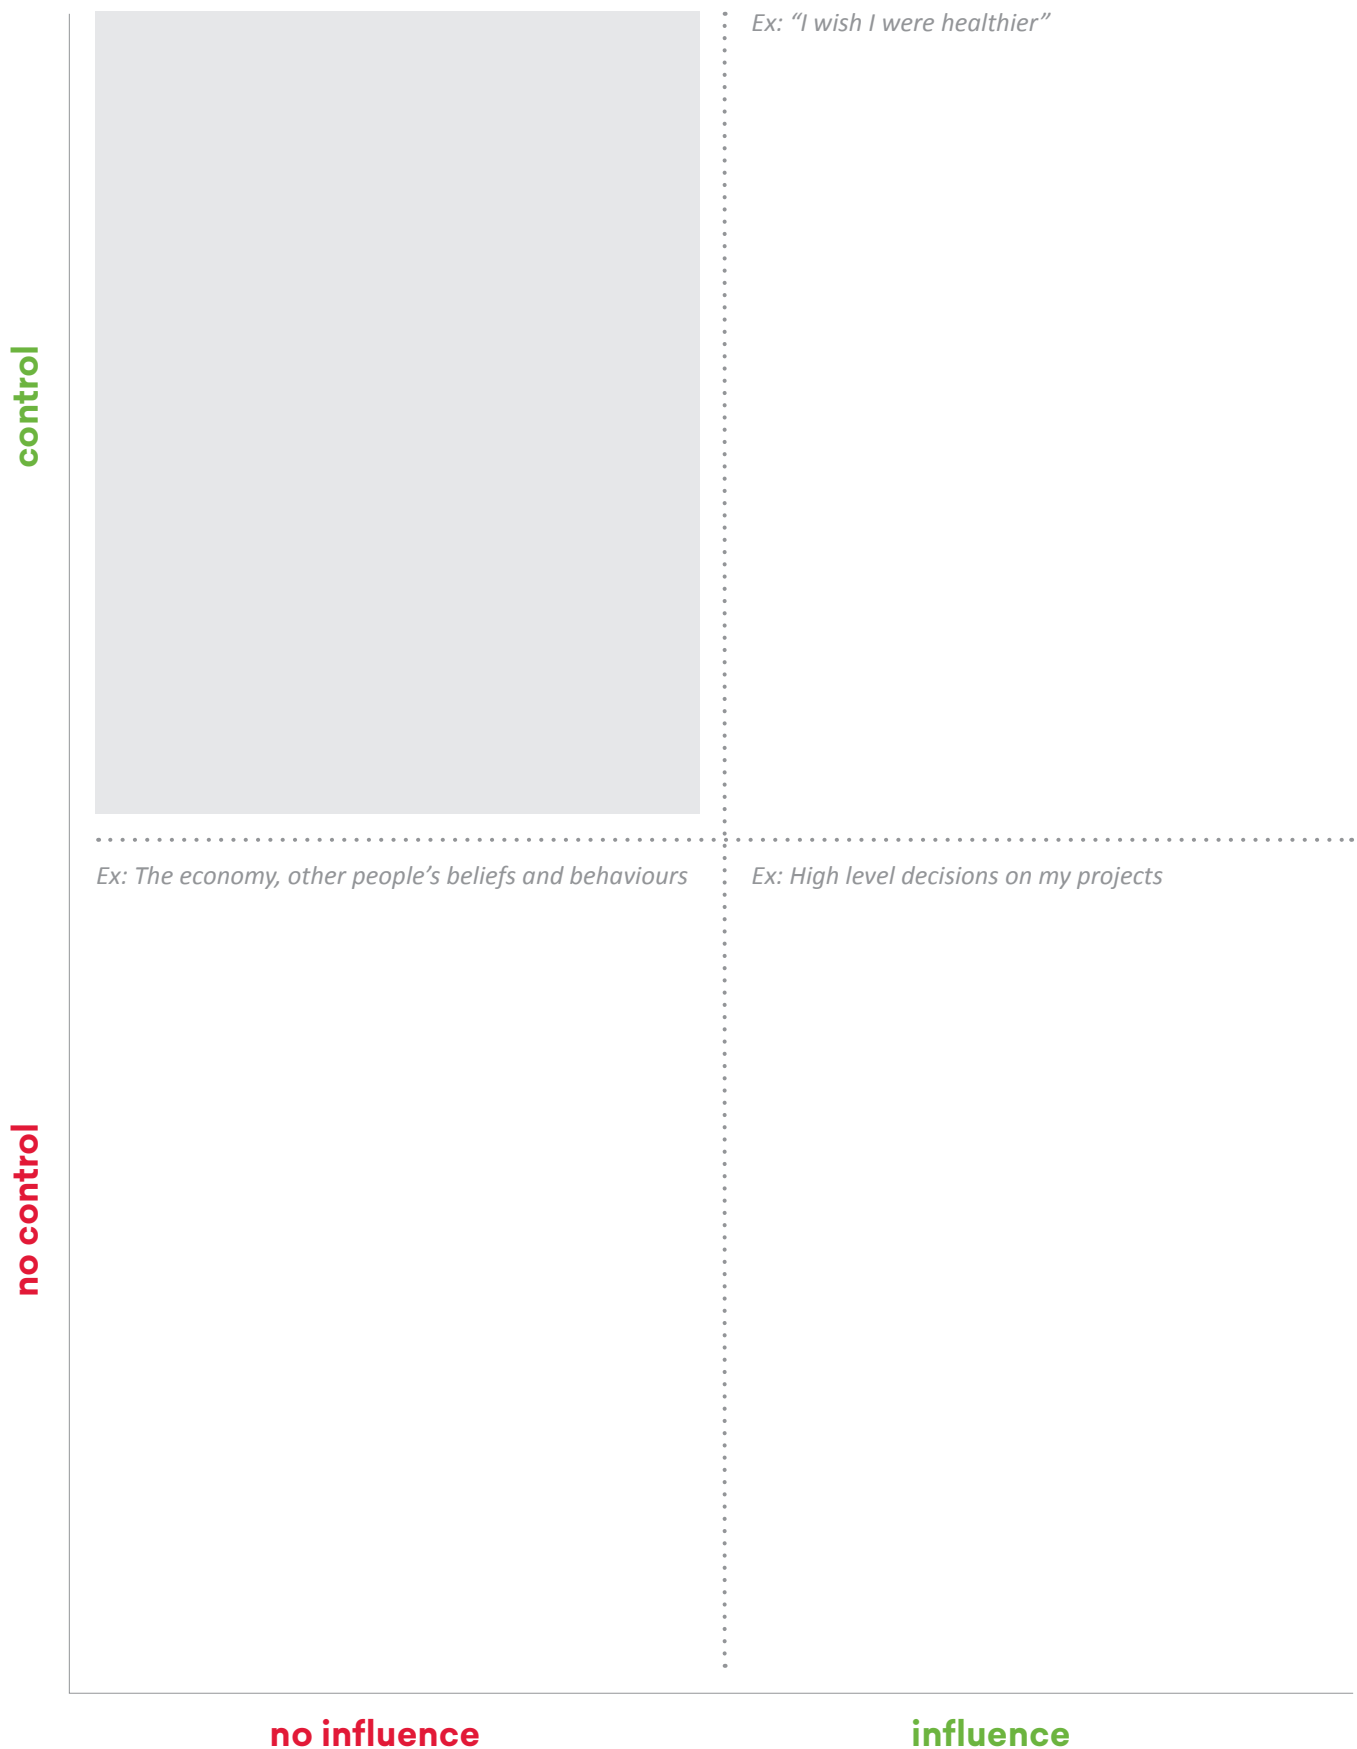 Ex: “I wish I were healthier”
control
Ex: The economy, other people’s beliefs and behaviours
Ex: High level decisions on my projects
no control
no influence
influence